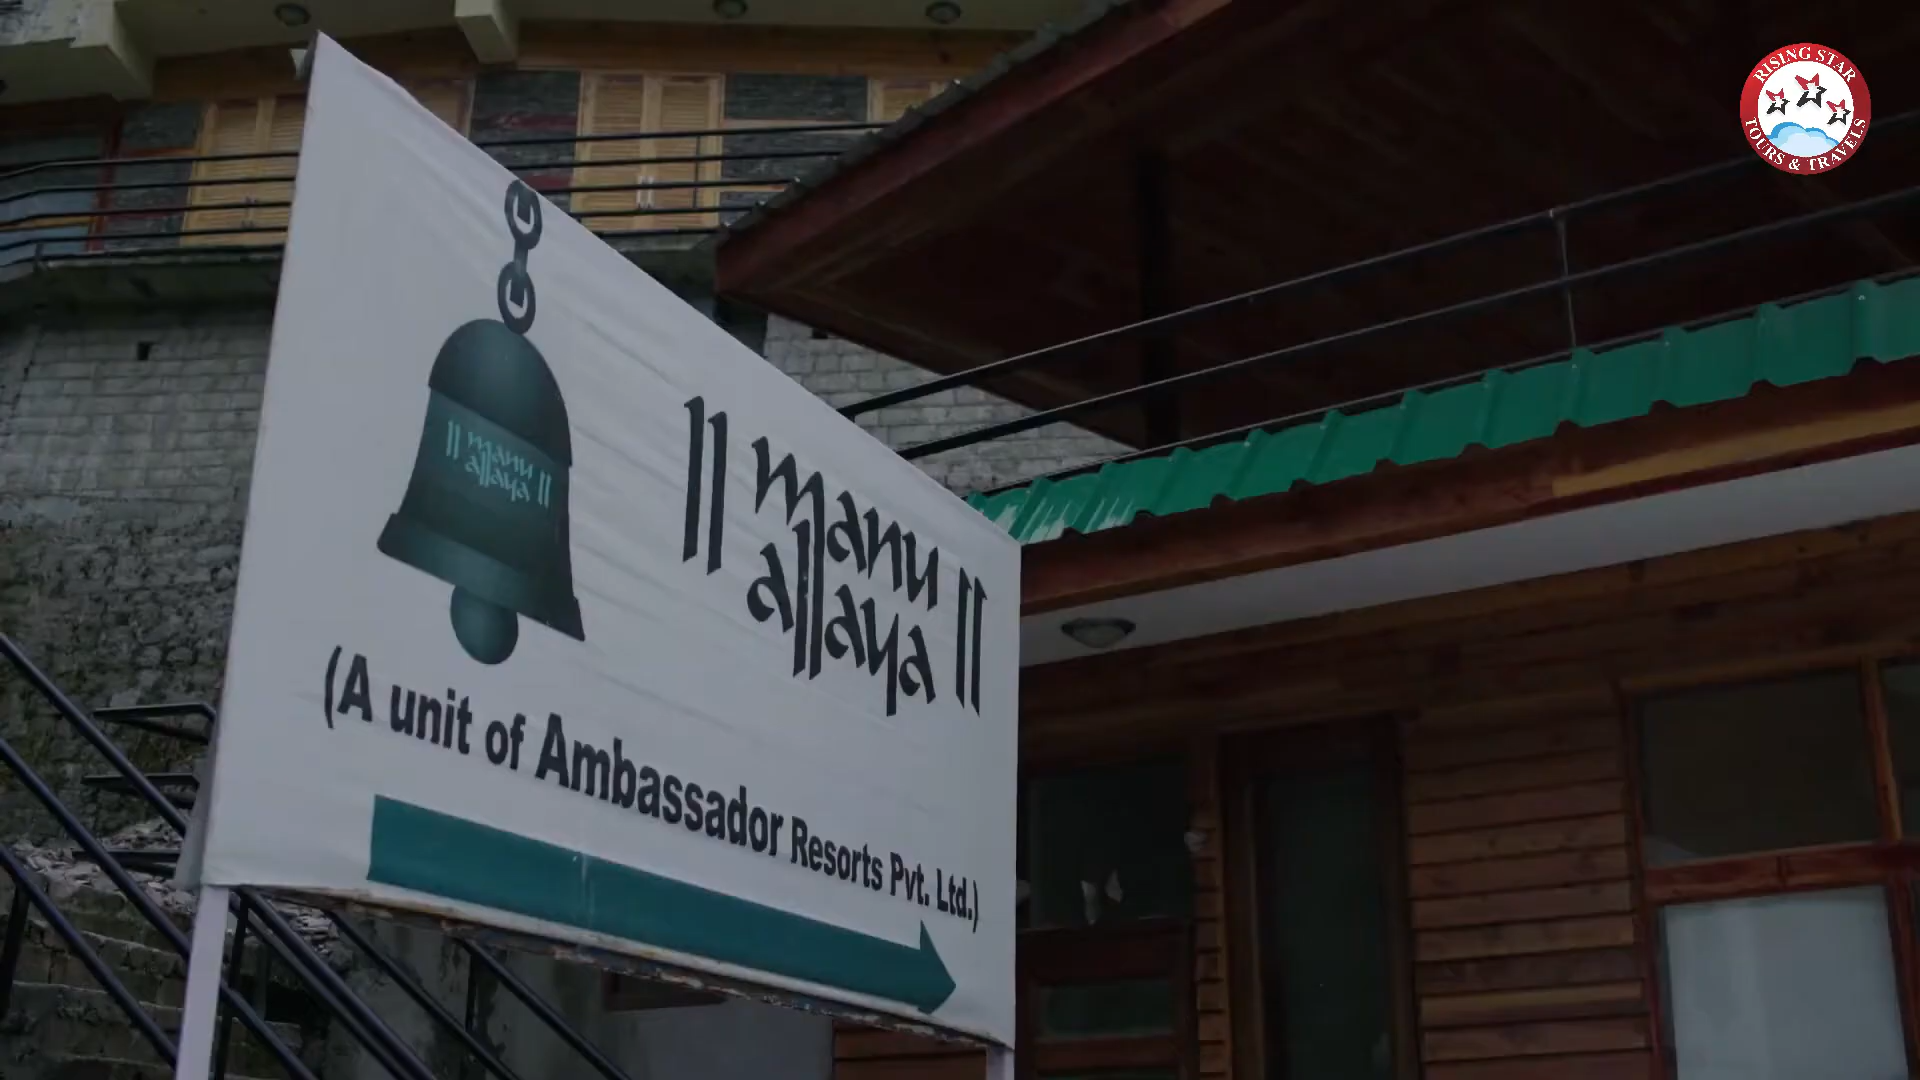 RISING STAR
TOURS & TRAVELS
|| manu
allaya ||
|| manu
allaya ||
(A unit of Ambassador Resorts Pvt. Ltd.)